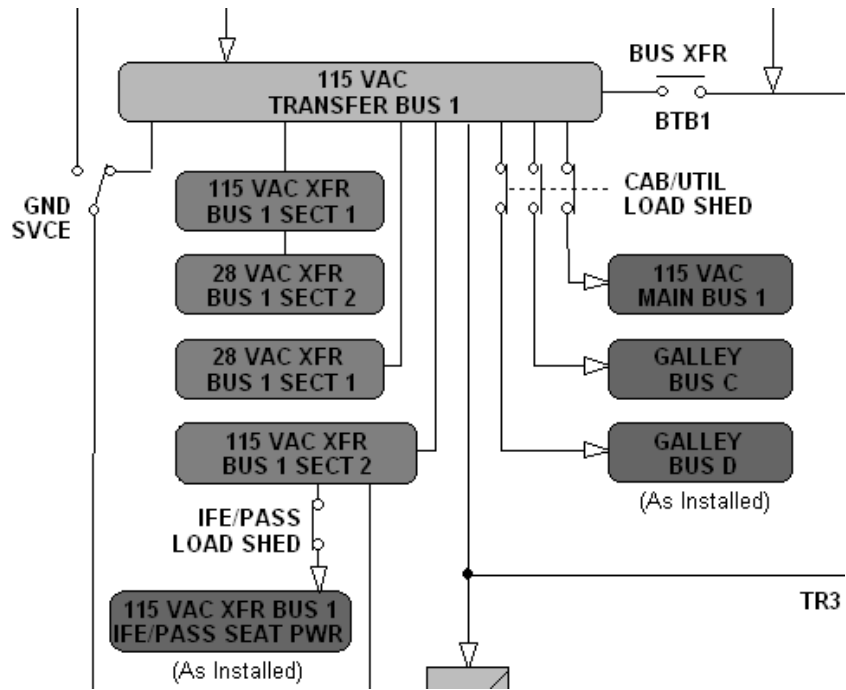 115 VAC
TRANSFER BUS 1
BUS XFR
BTB1
GND
SVCE
115 VAC XFR
BUS 1 SECT 1
CAB/UTIL
LOAD SHED
28 VAC XFR
BUS 1 SECT 2
115 VAC
MAIN BUS 1
28 VAC XFR
BUS 1 SECT 1
GALLEY
BUS C
115 VAC XFR
BUS 1 SECT 2
GALLEY
BUS D
(As Installed)
IFE/PASS
LOAD SHED
115 VAC XFR BUS 1
IFE/PASS SEAT PWR
(As Installed)
TR3